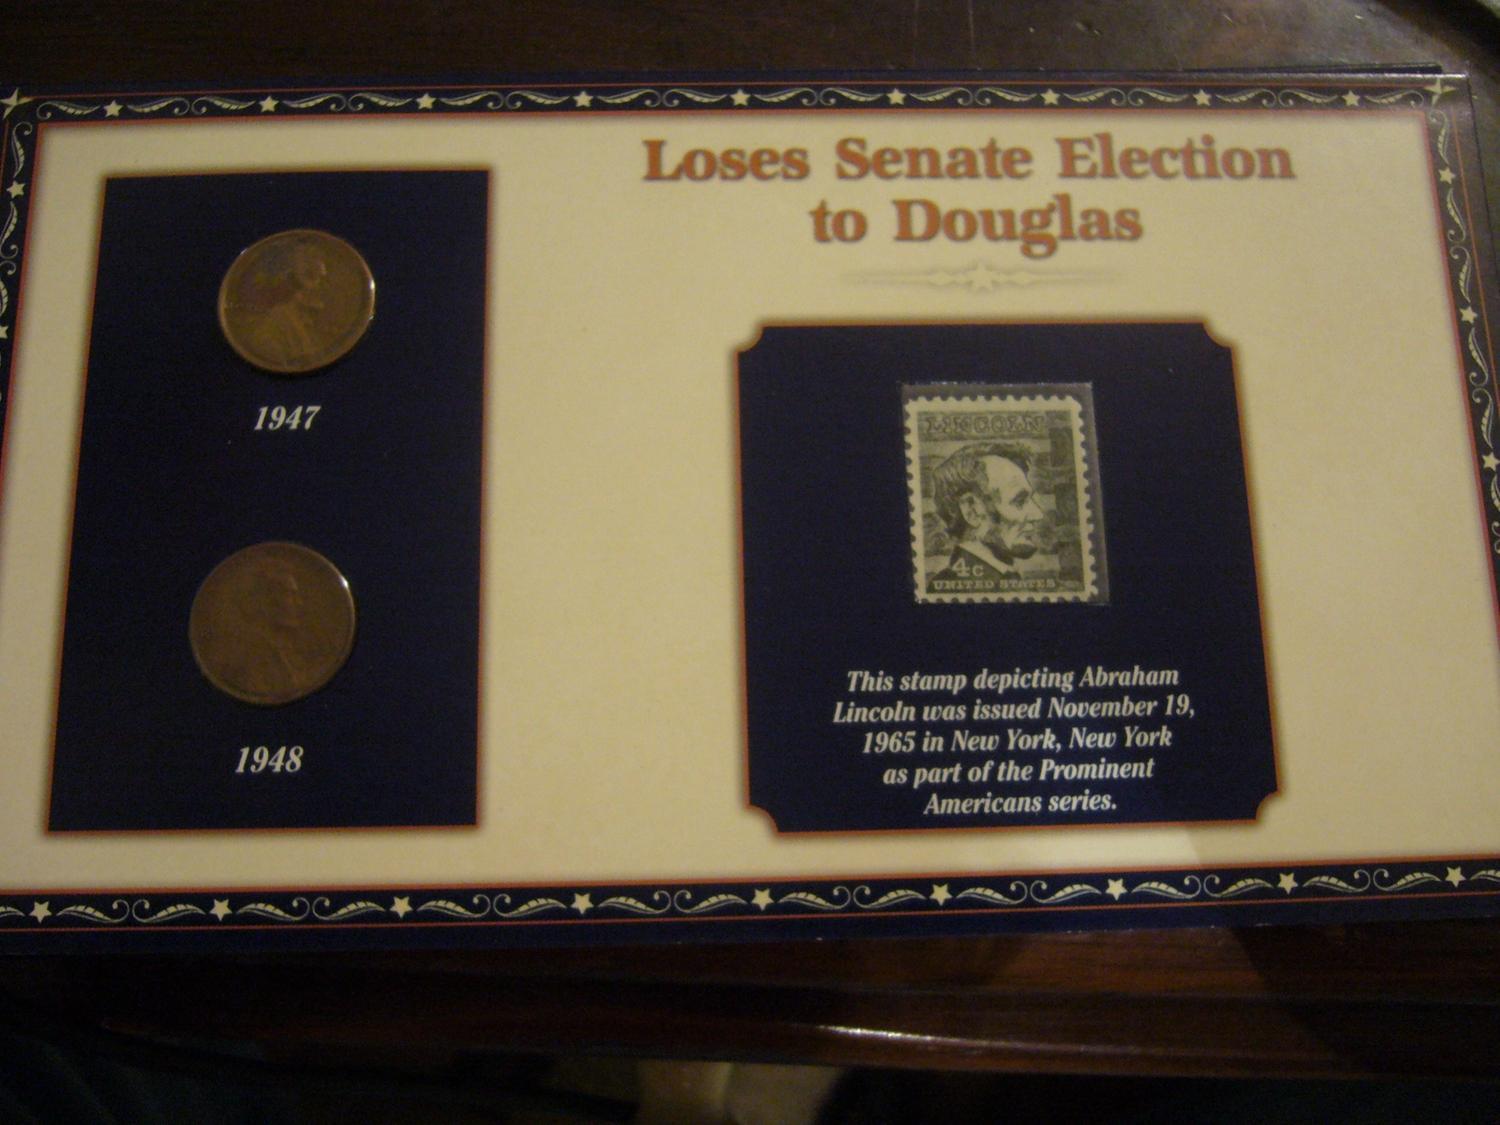 Loses Senate Election
to Douglas
1947
1948
LINCOLN
4c
UNITED STATES
This stamp depicting Abraham
Lincoln was issued November 19,
1965 in New York, New York
as part of the Prominent
Americans series.